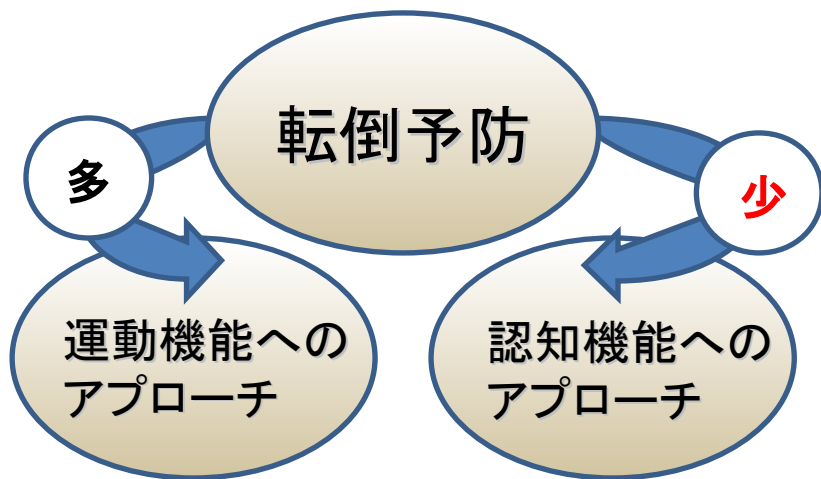 転倒予防
多
少
運動機能への
アプローチ
認知機能への
アプローチ